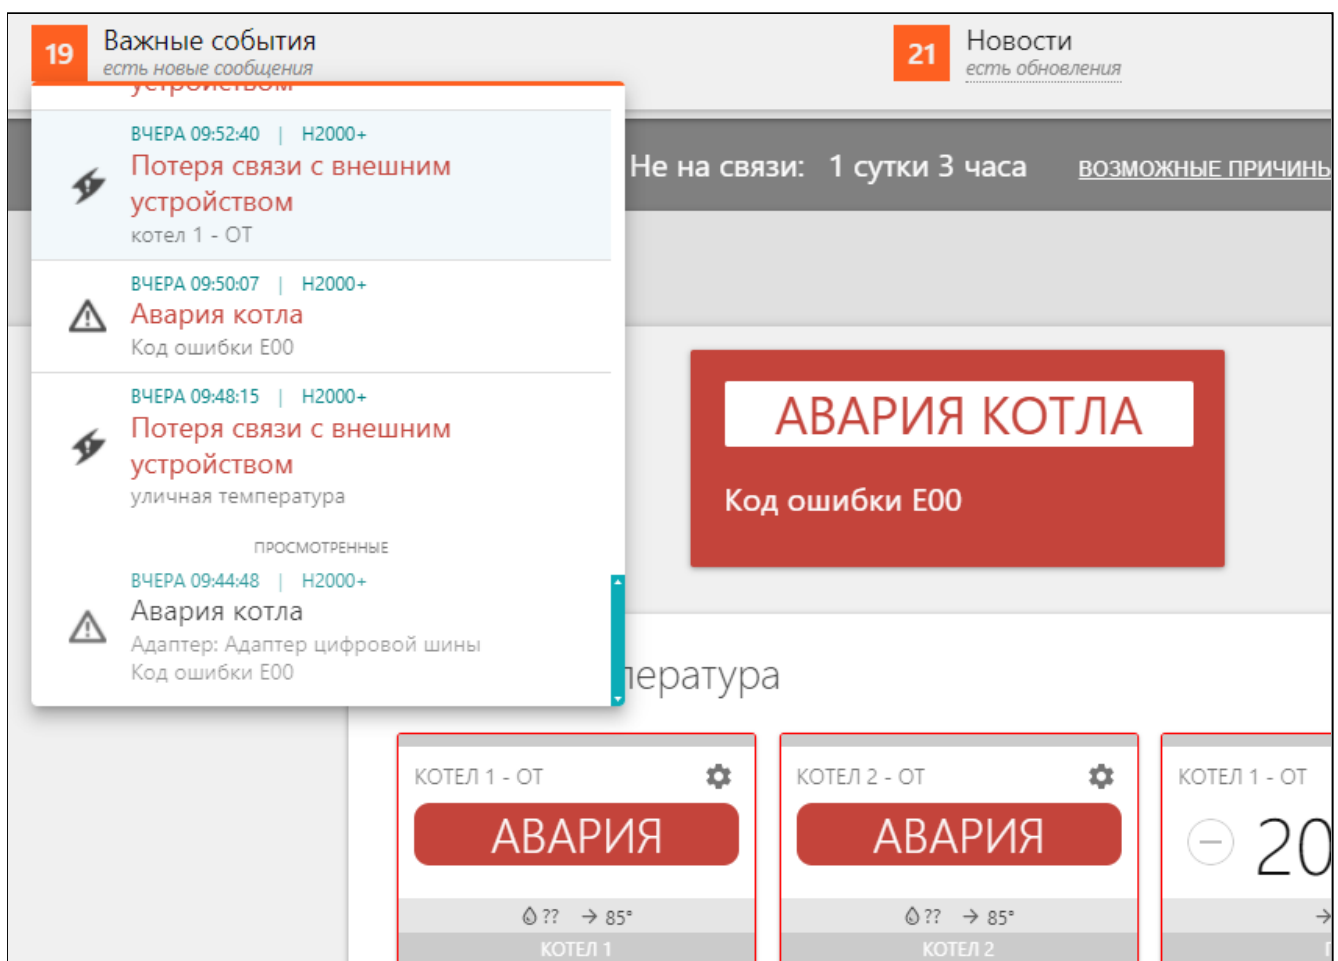 19
Важные события
есть новые сообщения
21
Новости
есть обновления
устройством
ВЧЕРА 09:52:40 | H2000+
Потеря связи с внешним
устройством
котел 1 - ОТ
Не на связи: 1 сутки 3 часа
ВОЗМОЖНЫЕ ПРИЧИНЫ
ВЧЕРА 09:50:07 | H2000+
Авария котла
Код ошибки E00
ВЧЕРА 09:48:15 | H2000+
Потеря связи с внешним
устройством
уличная температура
ПРОСМОТРЕННЫЕ
ВЧЕРА 09:44:48 | H2000+
Авария котла
Адаптер: Адаптер цифровой шины
Код ошибки E00
АВАРИЯ КОТЛА
Код ошибки E00
пература
КОТЕЛ 1 - ОТ
АВАРИЯ
?? → 85°
КОТЕЛ 1
КОТЕЛ 2 - ОТ
АВАРИЯ
?? → 85°
КОТЕЛ 2
КОТЕЛ 1 - ОТ
20
→